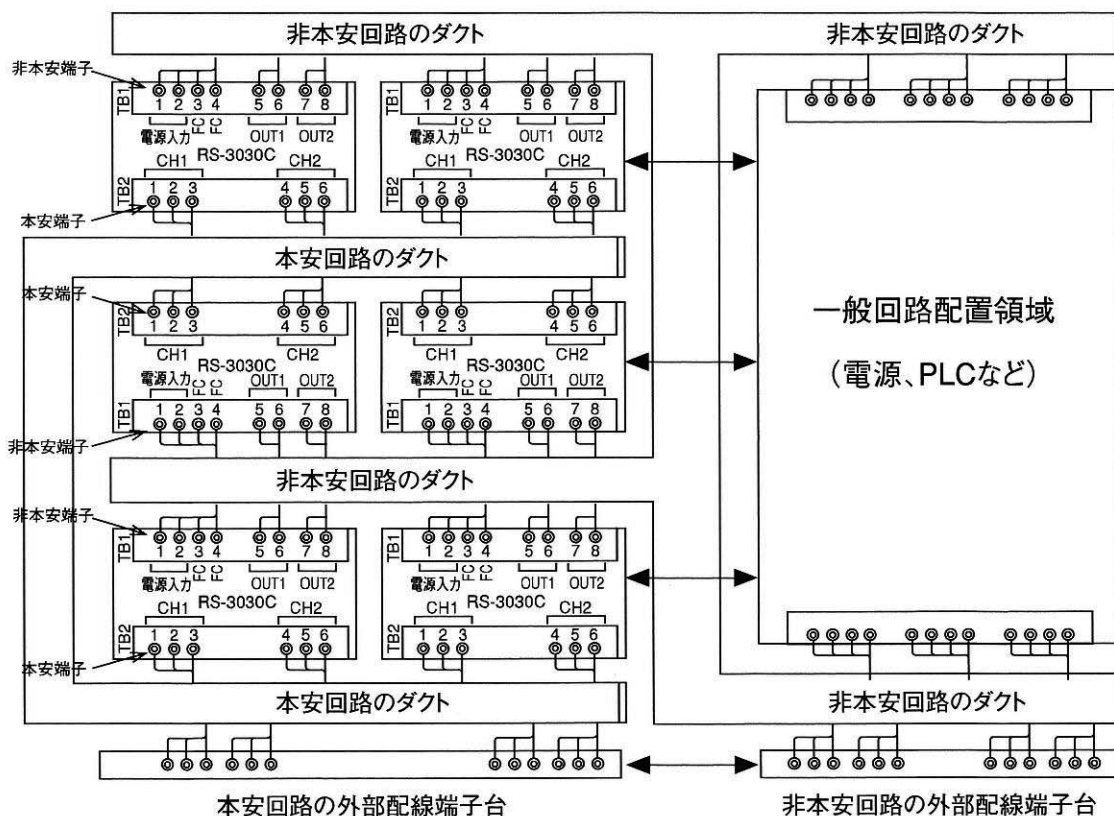 非本安回路のダクト 非本安回路のダクト
非本安端子
TB1 1 2 3 4 5 6 7 8 TB1 1 2 3 4 5 6 7 8
電源入力 FC FC OUT1 OUT2 電源入力 FC FC OUT1 OUT2
CH1 RS-3030C CH2 CH1 RS-3030C CH2
TB2 1 2 3 4 5 6 TB2 1 2 3 4 5 6
本安端子
本安回路のダクト
本安端子
TB2 1 2 3 4 5 6 TB2 1 2 3 4 5 6
CH1 RS-3030C CH2 CH1 RS-3030C CH2
電源入力 FC FC OUT1 OUT2 電源入力 FC FC OUT1 OUT2
TB1 1 2 3 4 5 6 7 8 TB1 1 2 3 4 5 6 7 8
非本安端子
一般回路配置領域
（電源、PLCなど）
非本安回路のダクト
非本安端子
TB1 1 2 3 4 5 6 7 8 TB1 1 2 3 4 5 6 7 8
電源入力 FC FC OUT1 OUT2 電源入力 FC FC OUT1 OUT2
CH1 RS-3030C CH2 CH1 RS-3030C CH2
TB2 1 2 3 4 5 6 TB2 1 2 3 4 5 6
本安端子
本安回路のダクト 非本安回路のダクト
本安回路の外部配線端子台 非本安回路の外部配線端子台